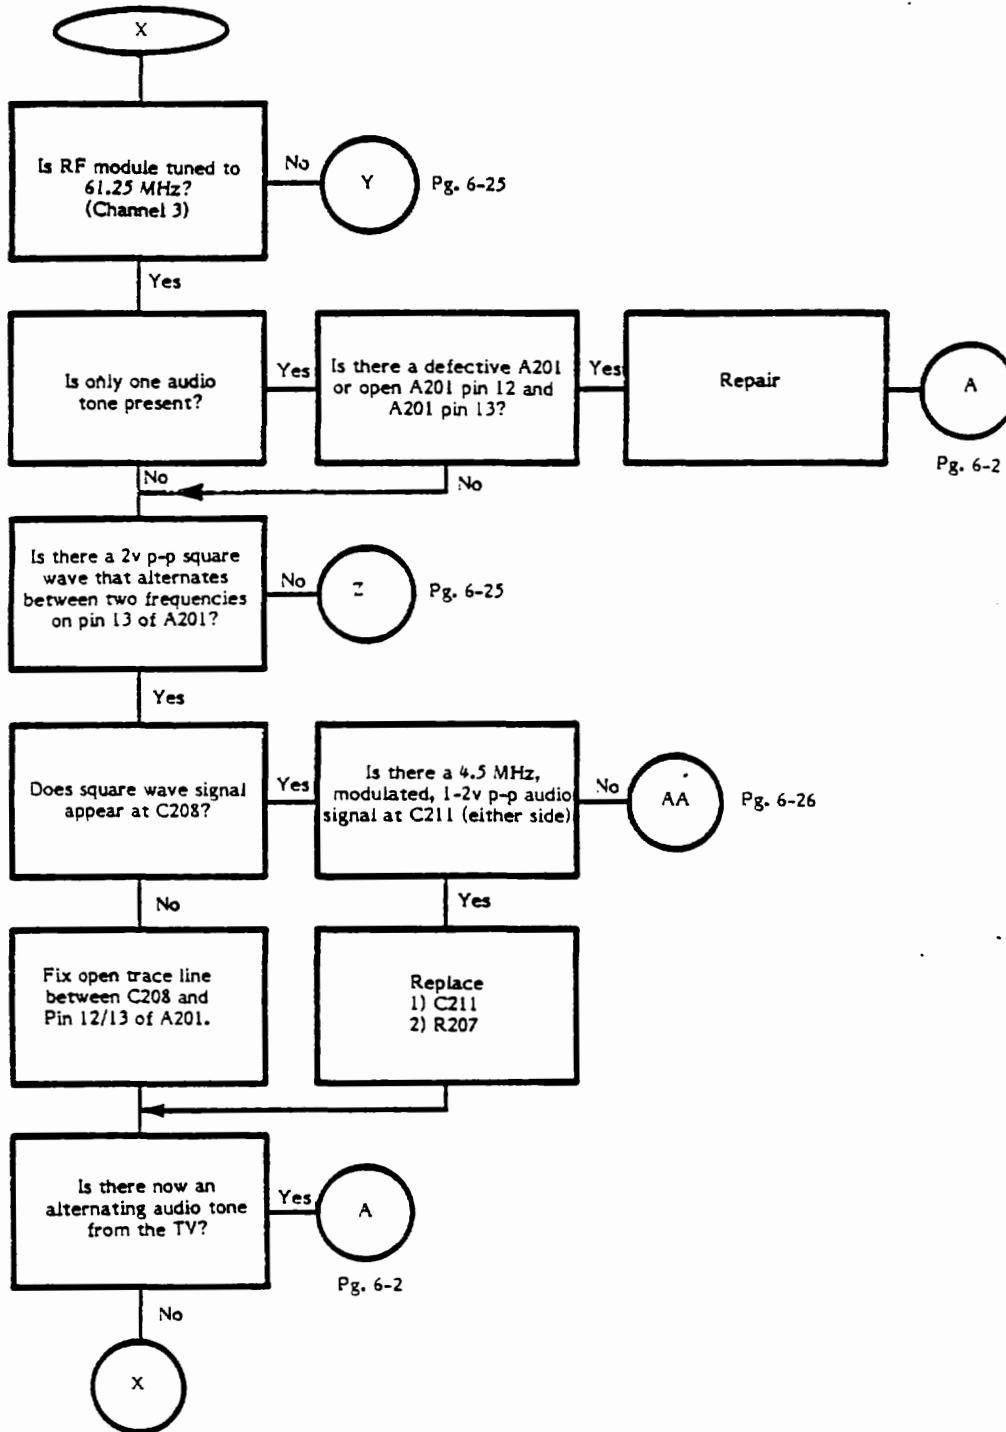 X
Is RF module tuned to
61.25 MHz?
(Channel 3)
No
Y
Pg. 6-25
Yes
Is only one audio
tone present?
Yes
Is there a defective A201
or open A201 pin 12 and
A201 pin 13?
Yes
Repair
A
Pg. 6-2
No
No
Is there a 2v p-p square
wave that alternates
between two frequencies
on pin 13 of A201?
No
Z
Pg. 6-25
Yes
Does square wave signal
appear at C208?
Yes
Is there a 4.5 MHz,
modulated, 1-2v p-p audio
signal at C211 (either side)
No
AA
Pg. 6-26
No
Yes
Fix open trace line
between C208 and
Pin 12/13 of A201.
Replace
1) C211
2) R207
Is there now an
alternating audio tone
from the TV?
Yes
A
Pg. 6-2
No
X